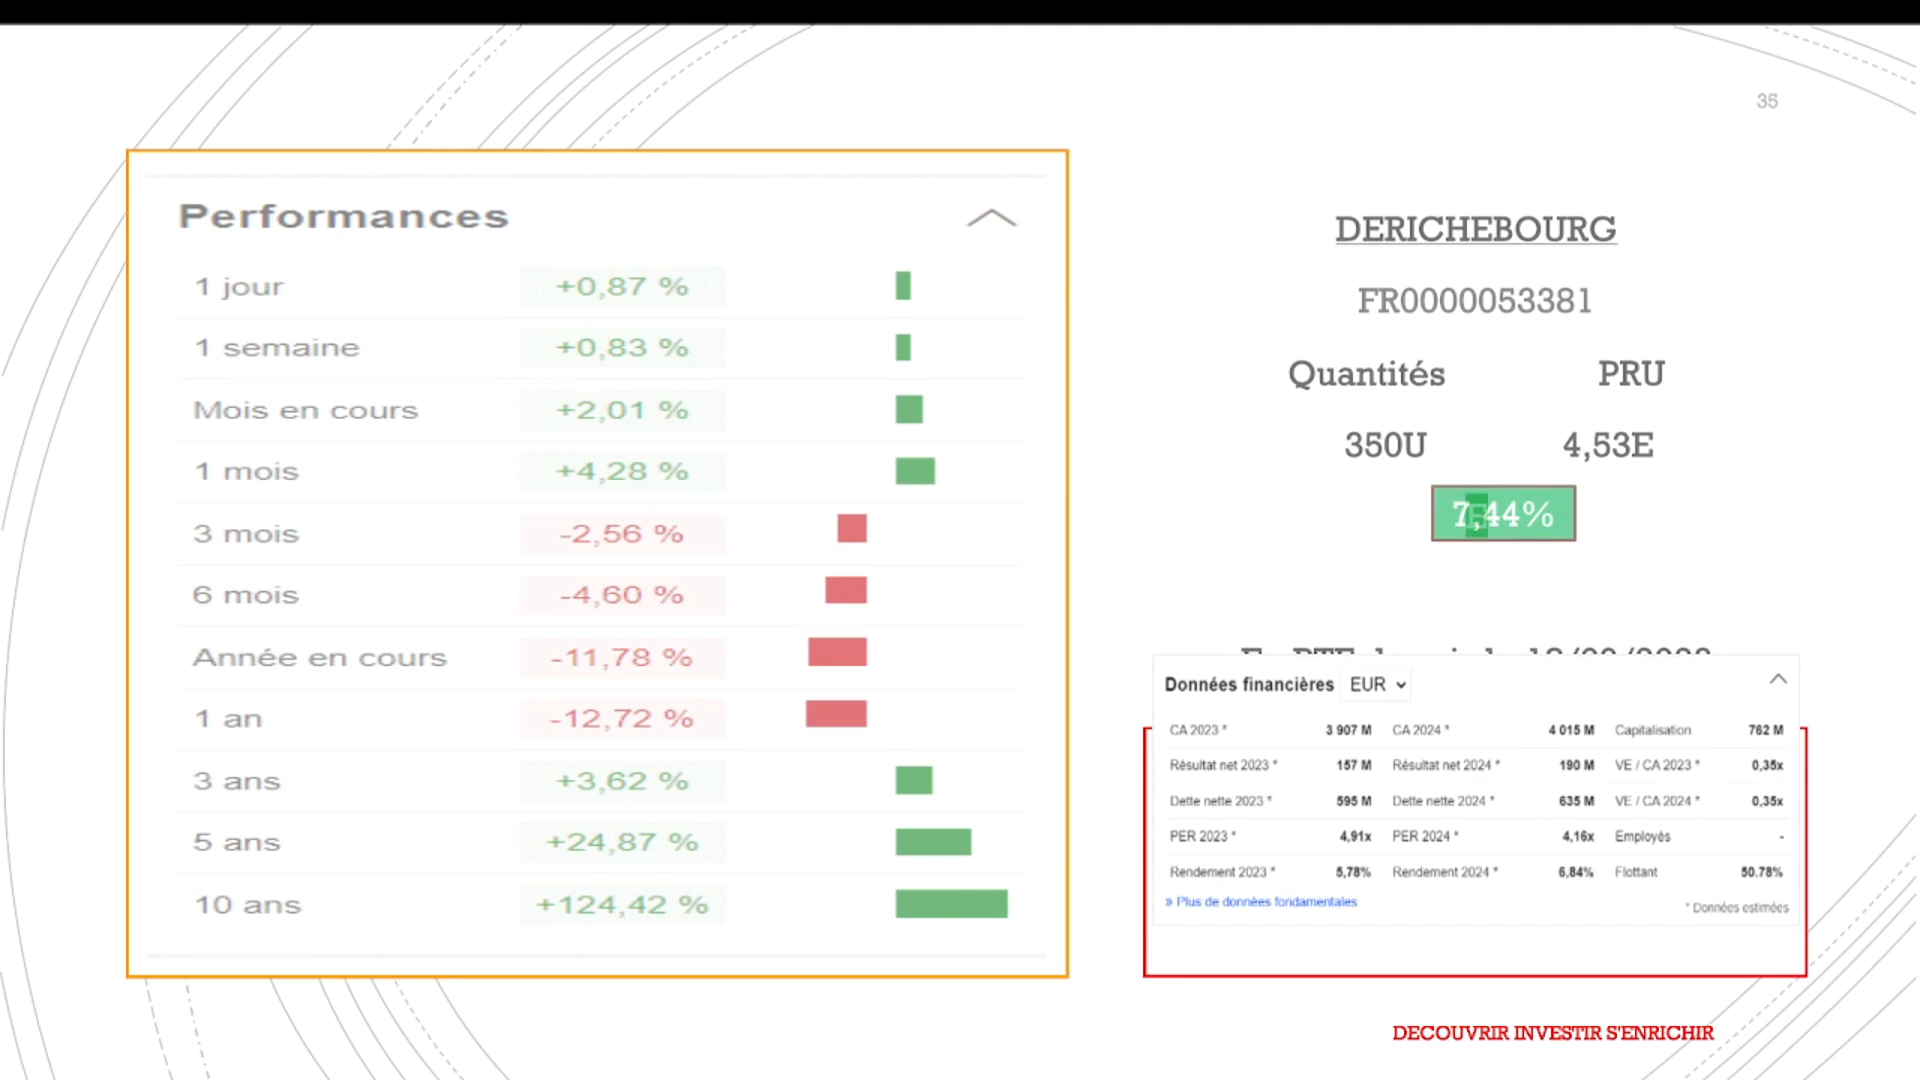 35
Performances
1 jour +0,87 %
1 semaine +0,83 %
Mois en cours +2,01 %
1 mois +4,28 %
3 mois -2,56 %
6 mois -4,60 %
Année en cours -11,78 %
1 an -12,72 %
3 ans +3,62 %
5 ans +24,87 %
10 ans +124,42 %
DERICHEBOURG
FR0000053381
Quantités PRU
350U 4,53E
7,44%
Données financières EUR
CA 2023 * 3 907 M CA 2024 * 4 015 M Capitalisation 762 M
Résultat net 2023 * 157 M Résultat net 2024 * 190 M VE / CA 2023 * 0,35x
Dette nette 2023 * 595 M Dette nette 2024 * 635 M VE / CA 2024 * 0,35x
PER 2023 * 4,91x PER 2024 * 4,16x Employés -
Rendement 2023 * 5,78% Rendement 2024 * 6,84% Flottant 50.78%
» Plus de données fondamentales
* Données estimées
DECOUVRIR INVESTIR S'ENRICHIR